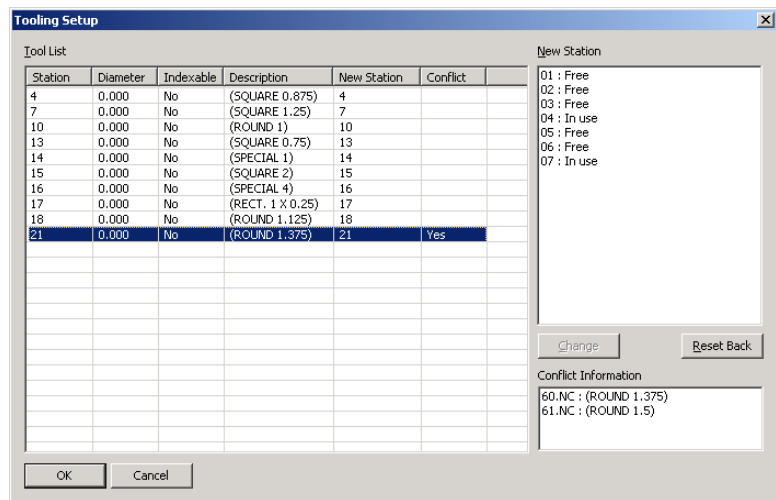 Tooling Setup
Tool List
Station Diameter Indexable Description New Station Conflict
4 0.000 No (SQUARE 0.875) 4
7 0.000 No (SQUARE 1.25) 7
10 0.000 No (ROUND 1) 10
13 0.000 No (SQUARE 0.75) 13
14 0.000 No (SPECIAL 1) 14
15 0.000 No (SQUARE 2) 15
16 0.000 No (SPECIAL 4) 16
17 0.000 No (RECT. 1 X 0.25) 17
18 0.000 No (ROUND 1.125) 18
21 0.000 No (ROUND 1.375) 21 Yes
New Station
01 : Free
02 : Free
03 : Free
04 : In use
05 : Free
06 : Free
07 : In use
Change Reset Back
Conflict Information
60.NC : (ROUND 1.375)
61.NC : (ROUND 1.5)
OK Cancel